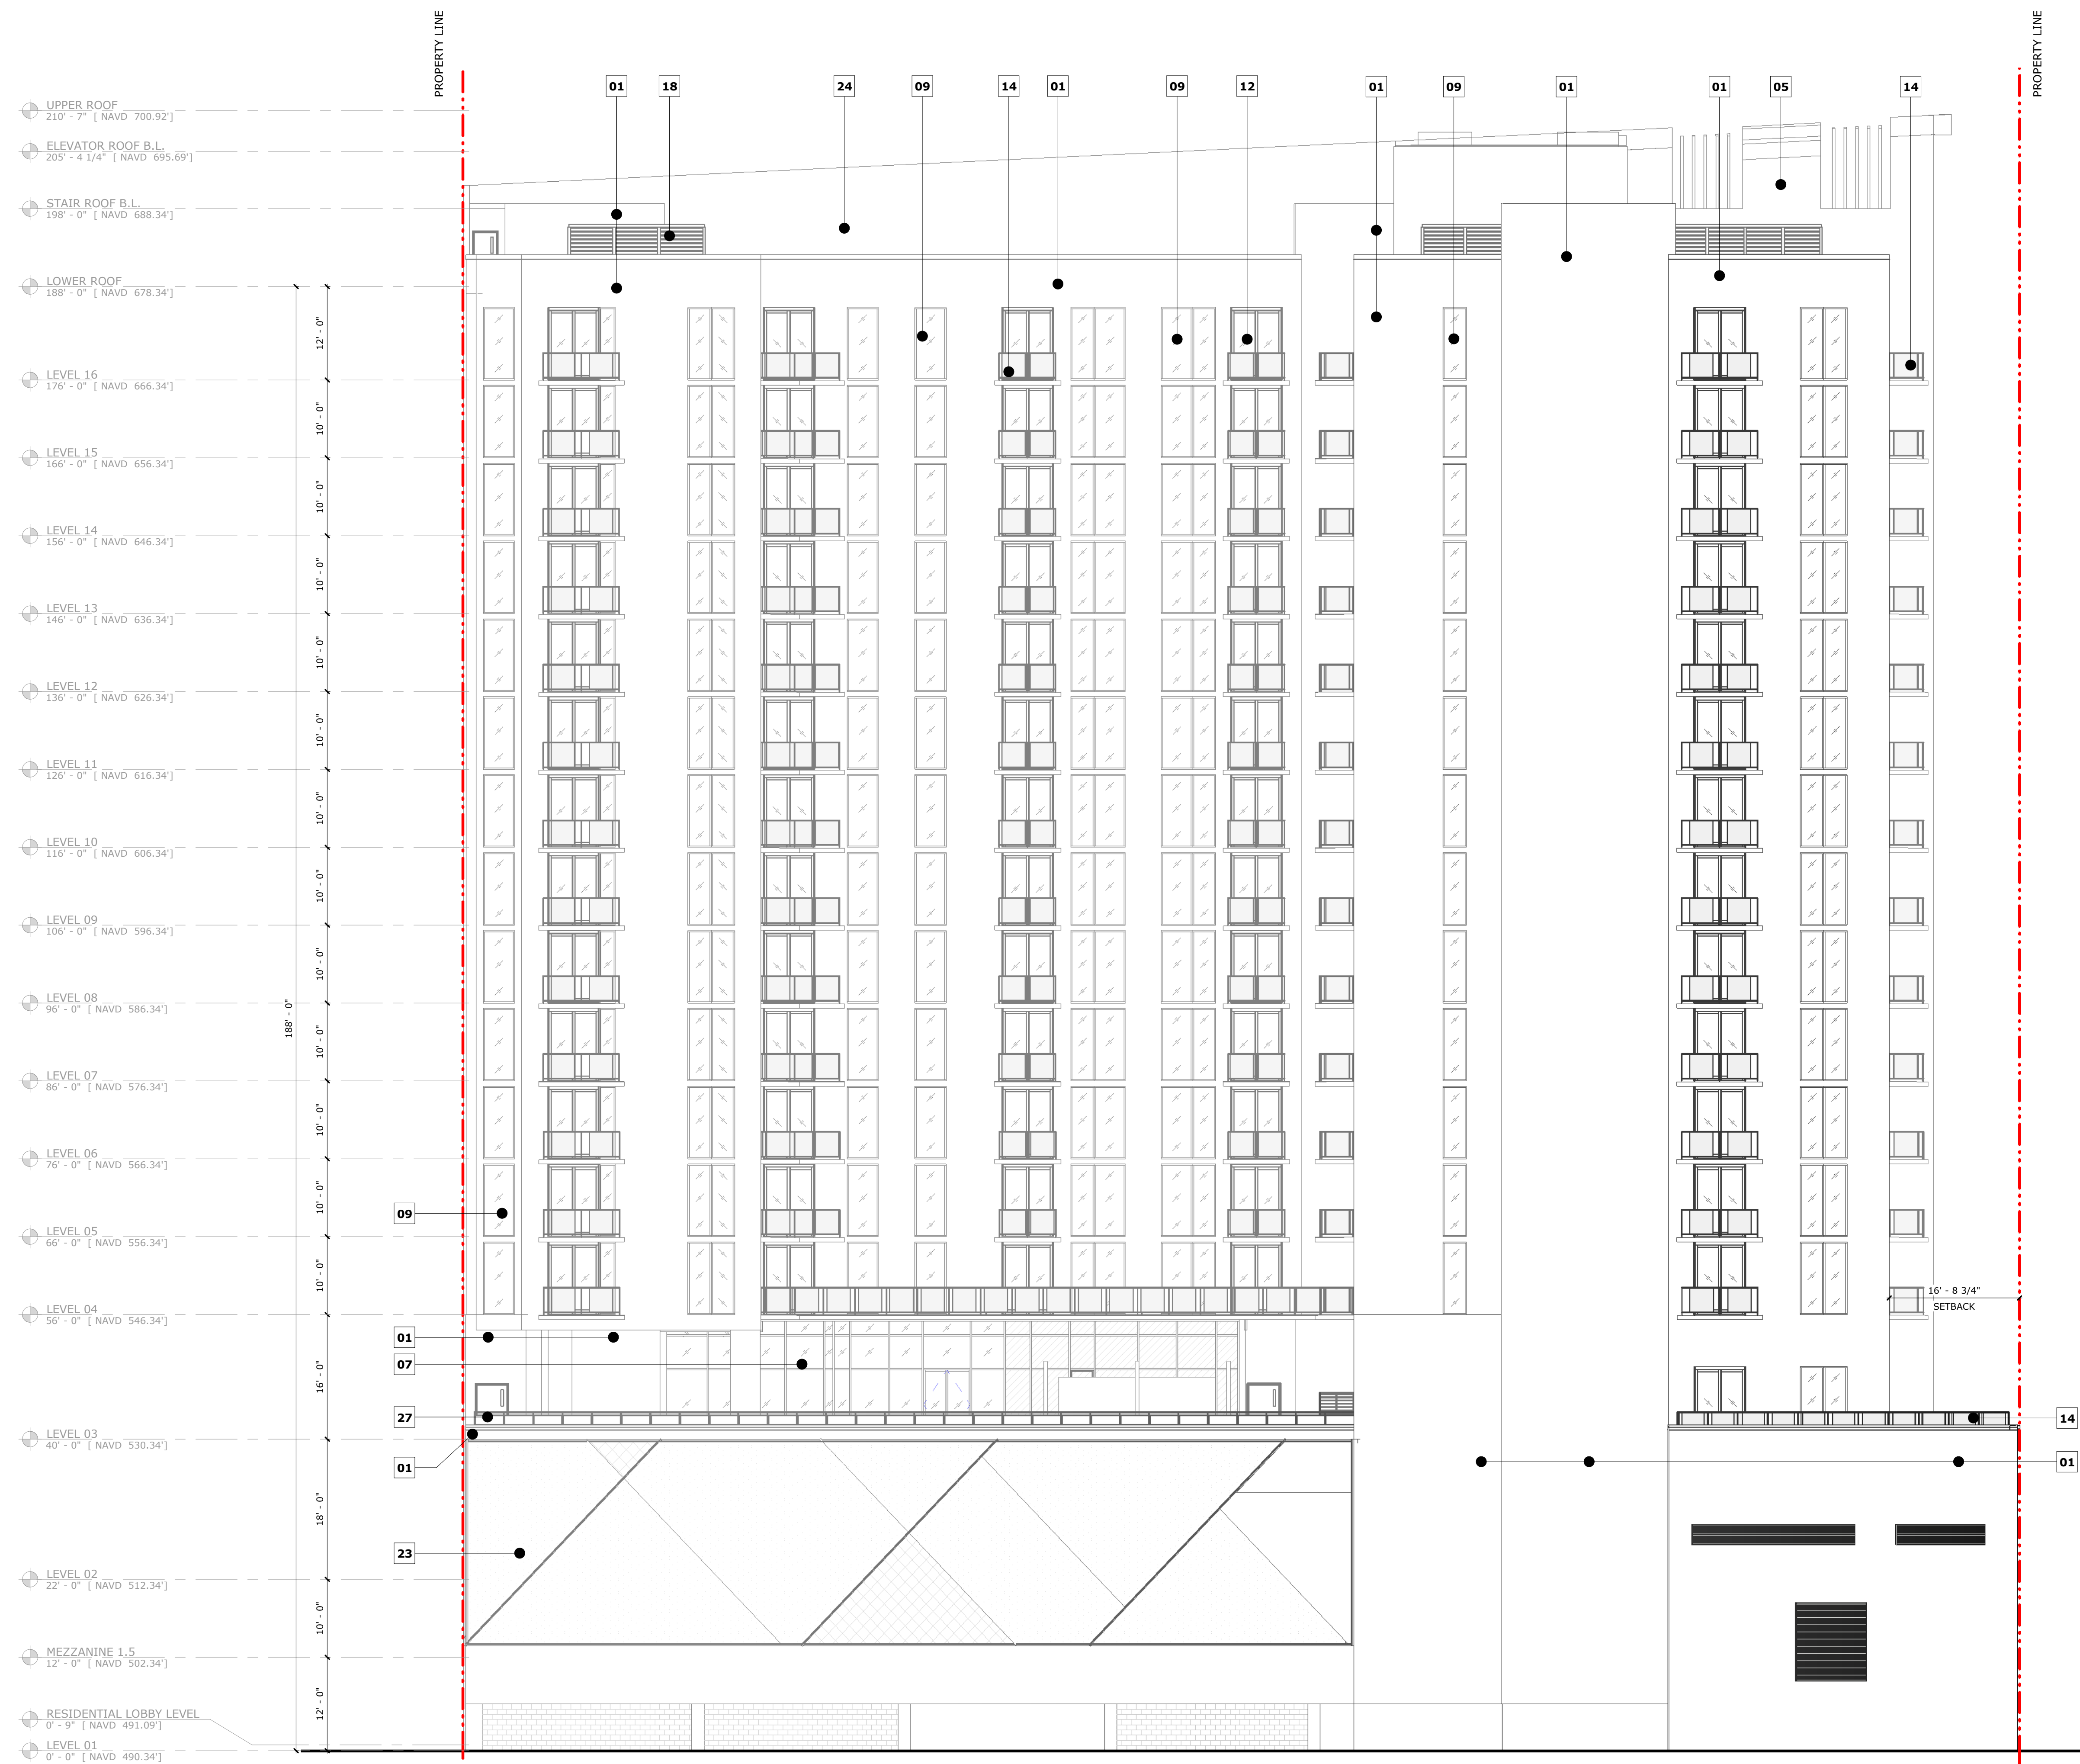 PROPERTY LINE
PROPERTY LINE
01
18
24
09
14
01
09
12
01
09
01
01
05
14
UPPER ROOF
210' - 7" [ NAVD 700.92']
ELEVATOR ROOF B.L.
205' - 4 1/4" [ NAVD 695.69']
STAIR ROOF B.L.
198' - 0" [ NAVD 688.34']
LOWER ROOF
188' - 0" [ NAVD 678.34']
12' - 0"
LEVEL 16
176' - 0" [ NAVD 666.34']
10' - 0"
LEVEL 15
166' - 0" [ NAVD 656.34']
10' - 0"
LEVEL 14
156' - 0" [ NAVD 646.34']
10' - 0"
LEVEL 13
146' - 0" [ NAVD 636.34']
10' - 0"
LEVEL 12
136' - 0" [ NAVD 626.34']
10' - 0"
LEVEL 11
126' - 0" [ NAVD 616.34']
10' - 0"
LEVEL 10
116' - 0" [ NAVD 606.34']
10' - 0"
LEVEL 09
106' - 0" [ NAVD 596.34']
10' - 0"
LEVEL 08
96' - 0" [ NAVD 586.34']
188' - 0"
10' - 0"
LEVEL 07
86' - 0" [ NAVD 576.34']
10' - 0"
LEVEL 06
76' - 0" [ NAVD 566.34']
10' - 0"
09
LEVEL 05
66' - 0" [ NAVD 556.34']
10' - 0"
16' - 8 3/4"
SETBACK
LEVEL 04
56' - 0" [ NAVD 546.34']
01
07
16' - 0"
27
14
LEVEL 03
40' - 0" [ NAVD 530.34']
01
01
18' - 0"
23
LEVEL 02
22' - 0" [ NAVD 512.34']
10' - 0"
MEZZANINE 1.5
12' - 0" [ NAVD 502.34']
12' - 0"
RESIDENTIAL LOBBY LEVEL
0' - 9" [ NAVD 491.09']
LEVEL 01
0' - 0" [ NAVD 490.34']